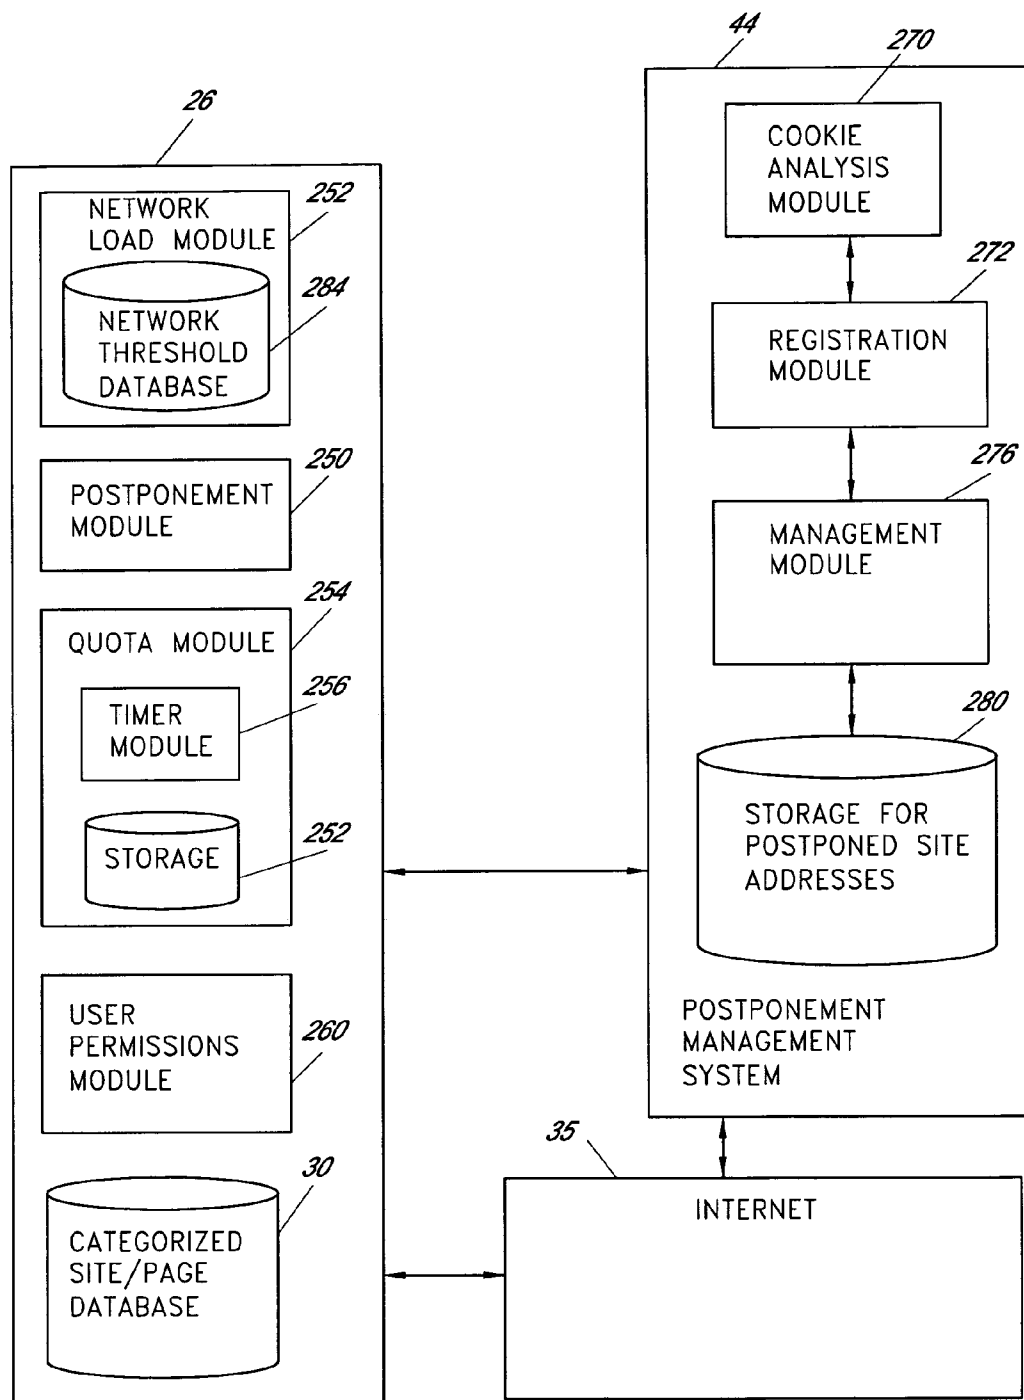 26
NETWORK
LOAD MODULE
252
NETWORK
THRESHOLD
DATABASE
284
POSTPONEMENT
MODULE
250
QUOTA MODULE
254
TIMER
MODULE
256
STORAGE
252
USER
PERMISSIONS
MODULE
260
CATEGORIZED
SITE/PAGE
DATABASE
30
44
COOKIE
ANALYSIS
MODULE
270
REGISTRATION
MODULE
272
MANAGEMENT
MODULE
276
STORAGE FOR
POSTPONED SITE
ADDRESSES
280
POSTPONEMENT
MANAGEMENT
SYSTEM
35
INTERNET